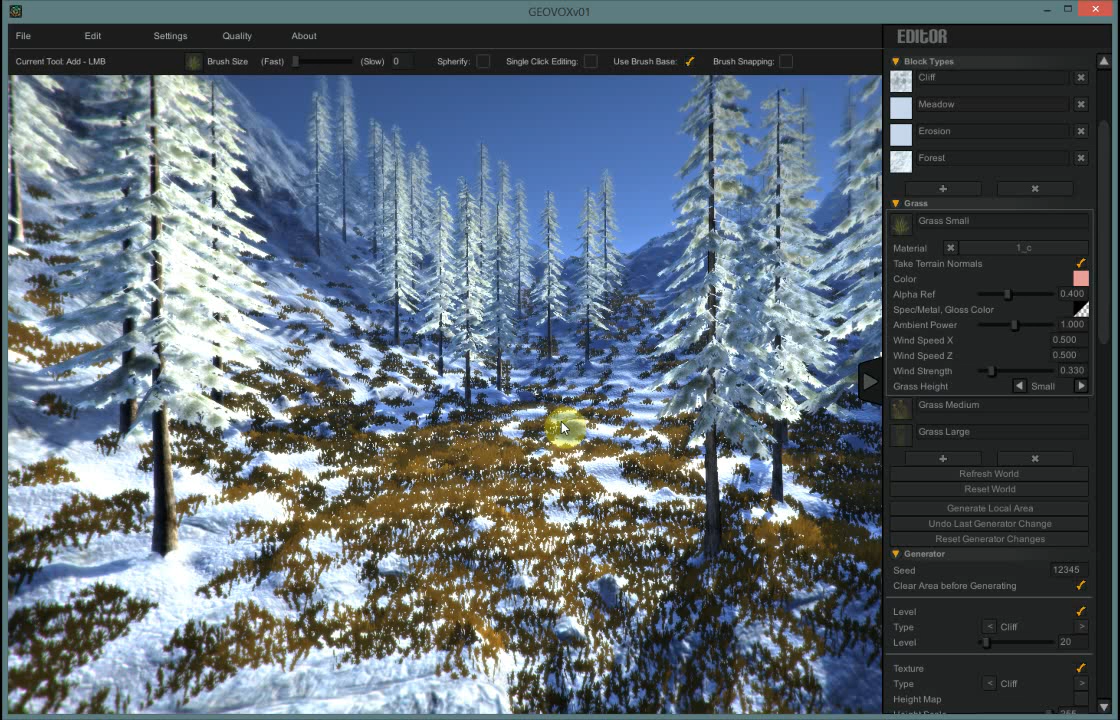 GEOVOXv01
File Edit Settings Quality About
EDITOR
Current Tool: Add - LMB Brush Size (Fast) (Slow) 0 Spherify: Single Click Editing: Use Brush Base: Brush Snapping:
Block Types
Cliff
Meadow
Erosion
Forest
Grass
Grass Small
Material 1_c
Take Terrain Normals
Color
Alpha Ref 0.400
Spec/Metal, Gloss Color
Ambient Power 1.000
Wind Speed X 0.500
Wind Speed Z 0.500
Wind Strength 0.330
Grass Height Small
Grass Medium
Grass Large
Refresh World
Reset World
Generate Local Area
Undo Last Generator Change
Reset Generator Changes
Generator
Seed 12345
Clear Area before Generating
Level
Type < Cliff >
Level 20
Texture
Type < Cliff >
Height Map